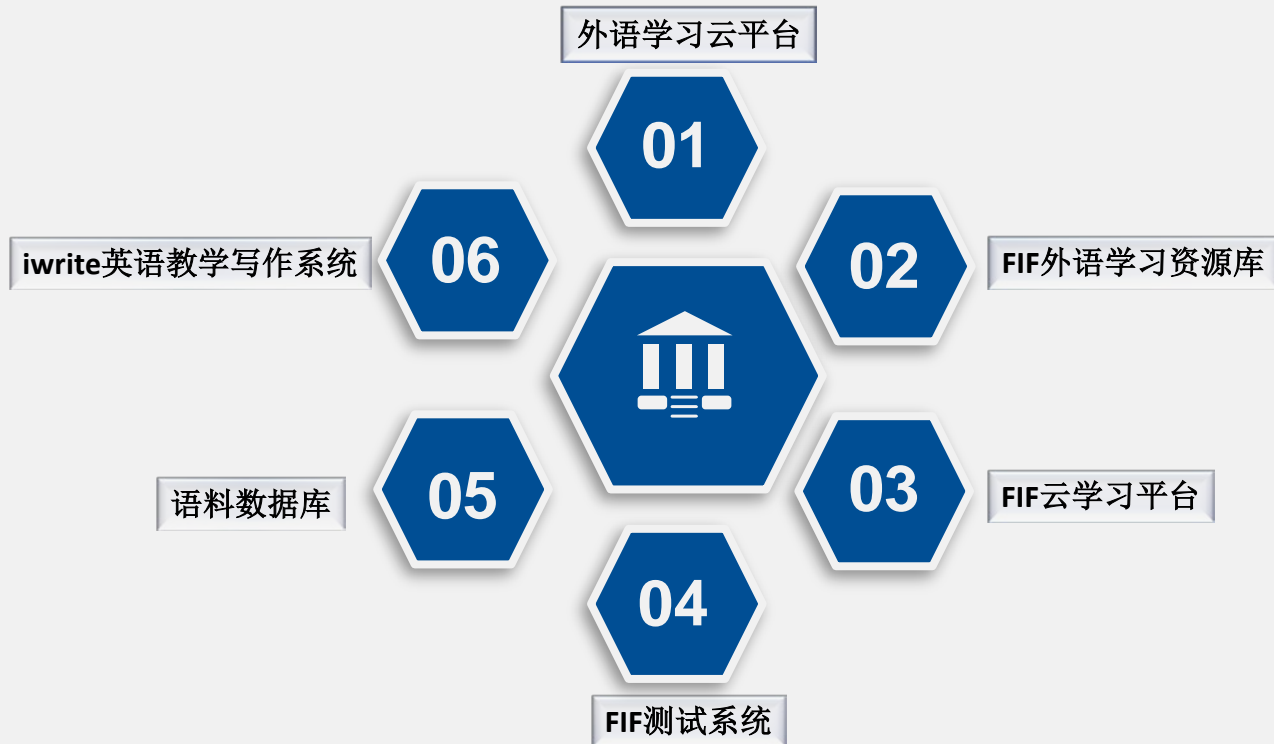 外语学习云平台
01
06
02
iwrite英语教学写作系统
FIF外语学习资源库
05
03
语料数据库
FIF云学习平台
04
FIF测试系统